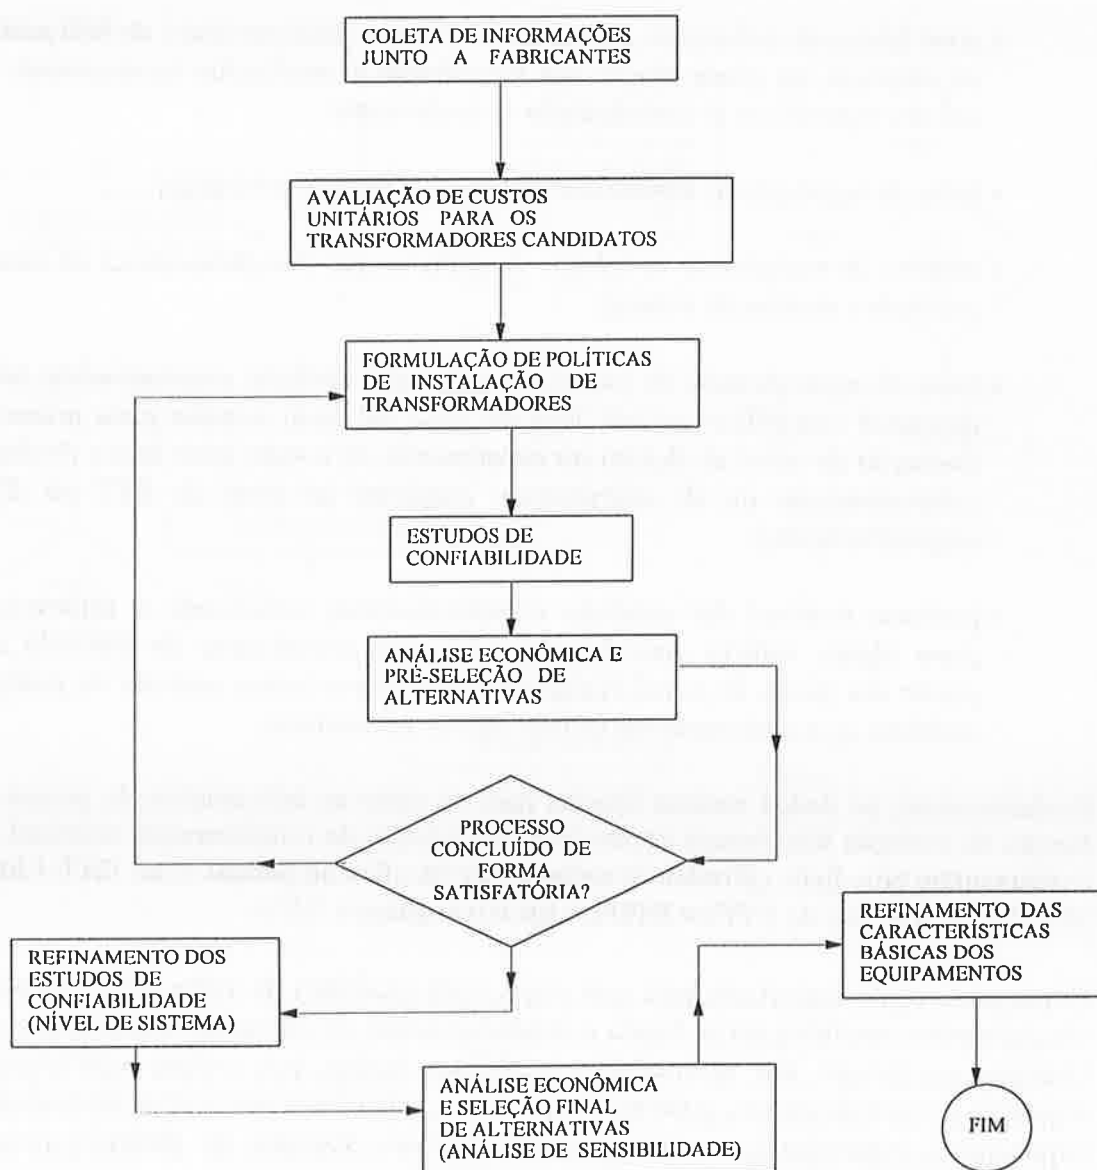 COLETA DE INFORMAÇÕES
JUNTO A FABRICANTES
AVALIAÇÃO DE CUSTOS
UNITÁRIOS PARA OS
TRANSFORMADORES CANDIDATOS
FORMULAÇÃO DE POLÍTICAS
DE INSTALAÇÃO DE
TRANSFORMADORES
ESTUDOS DE
CONFIABILIDADE
ANÁLISE ECONÔMICA E
PRÉ-SELEÇÃO DE
ALTERNATIVAS
PROCESSO
CONCLUÍDO DE
FORMA
SATISFATÓRIA?
REFINAMENTO DOS
ESTUDOS DE
CONFIABILIDADE
(NÍVEL DE SISTEMA)
ANÁLISE ECONÔMICA
E SELEÇÃO FINAL
DE ALTERNATIVAS
(ANÁLISE DE SENSIBILIDADE)
REFINAMENTO DAS
CARACTERÍSTICAS
BÁSICAS DOS
EQUIPAMENTOS
FIM